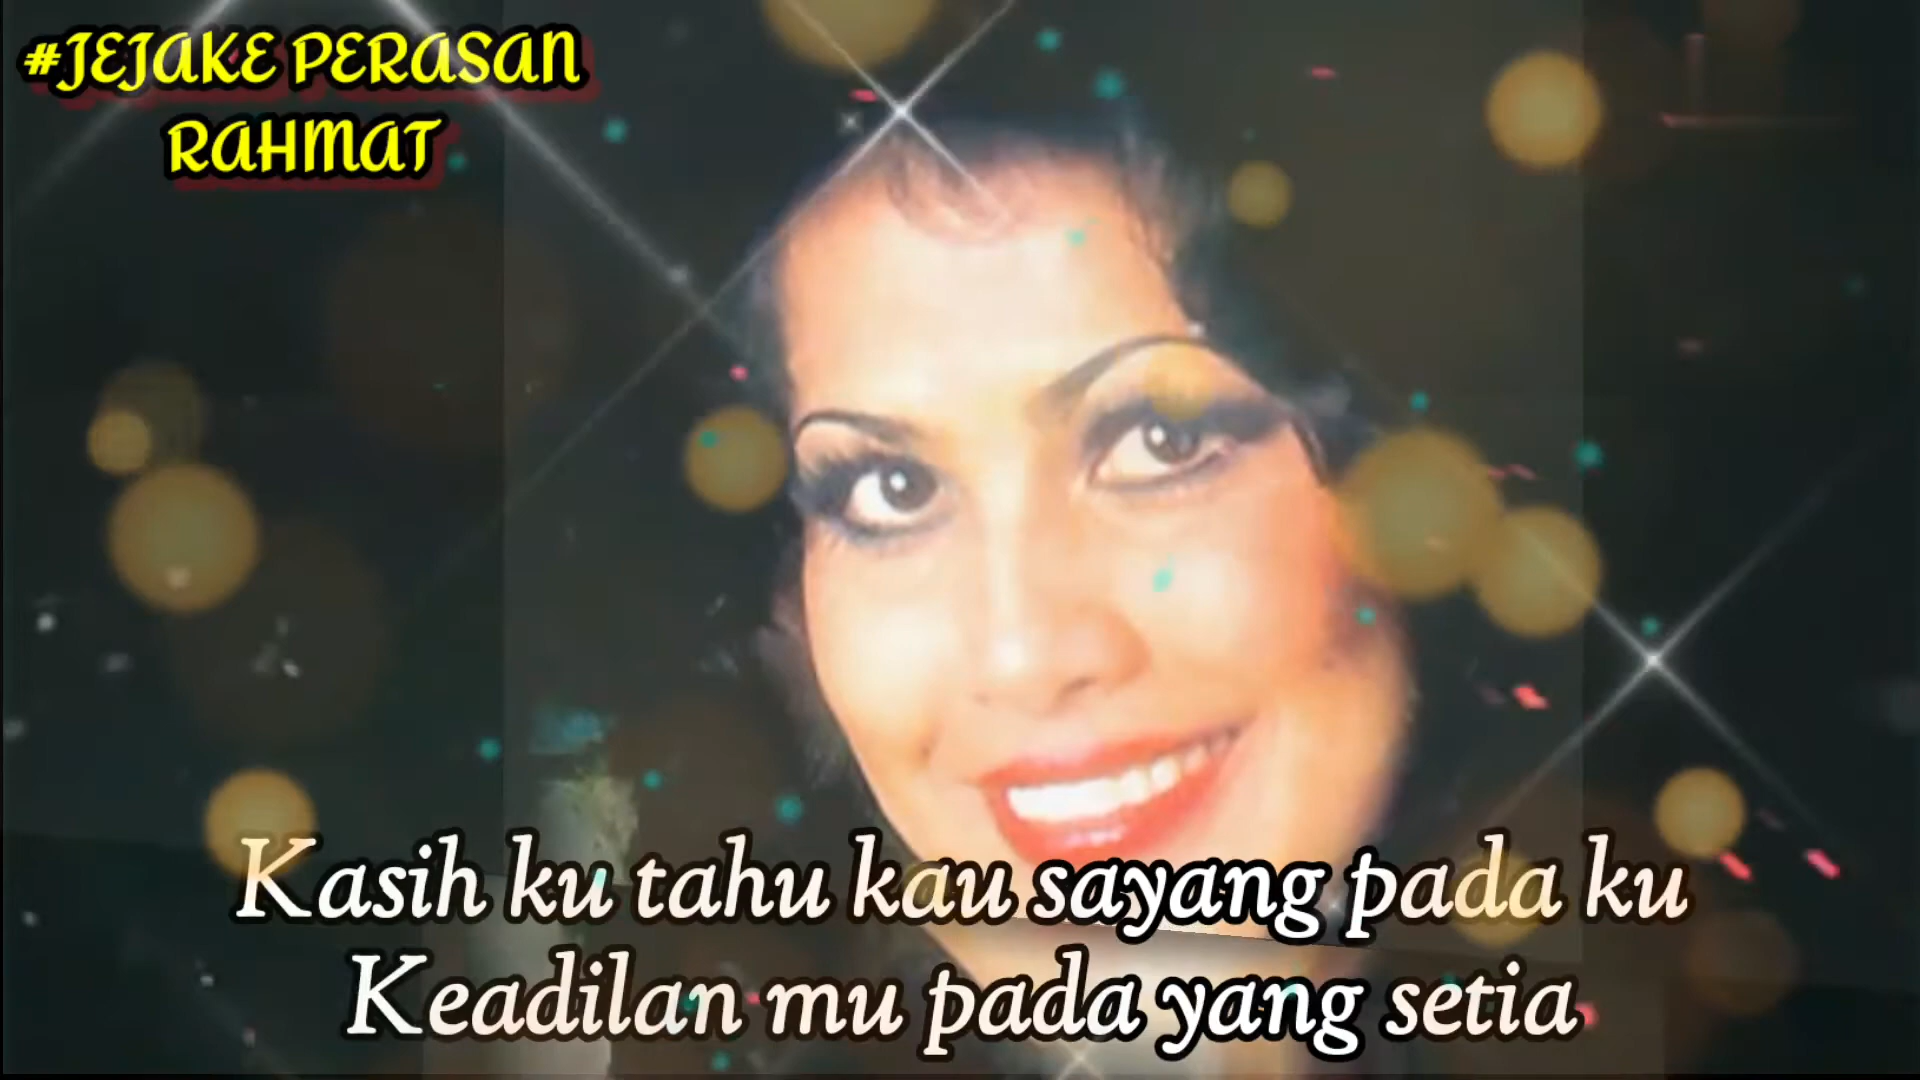 #JEJAKE PERASAN
RAHMAT
Kasih ku tahu kau sayang pada ku
Keadilan mu pada yang setia